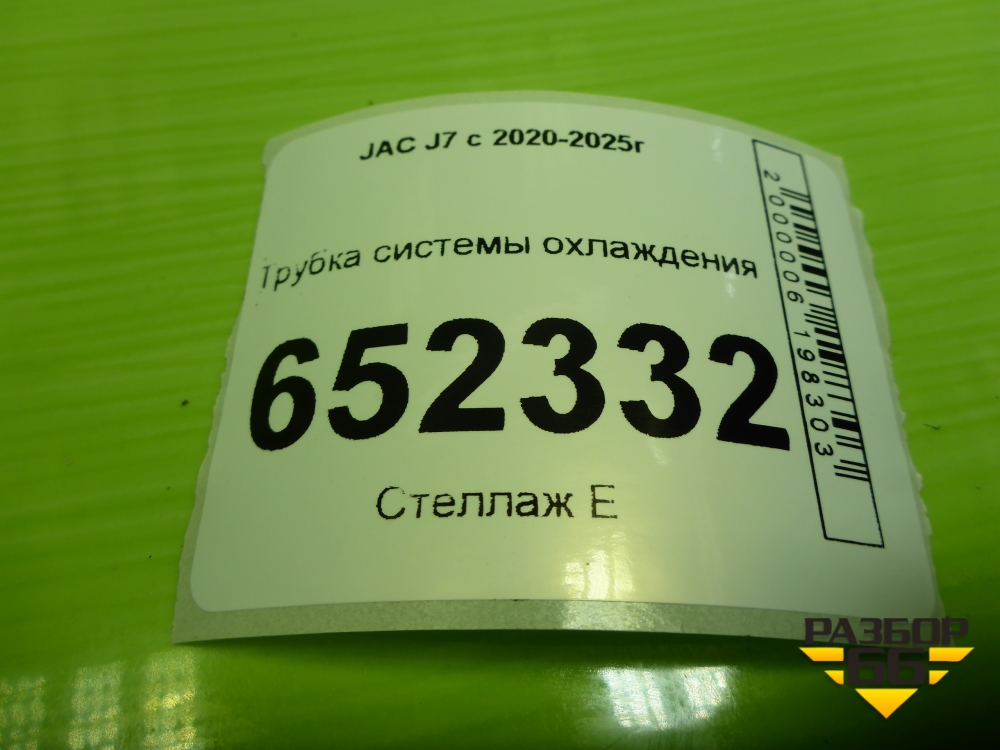 JAC J7 с 2020-2025г
Трубка системы охлаждения
652332
Стеллаж Е
2000006198303
РАЗБОР
66